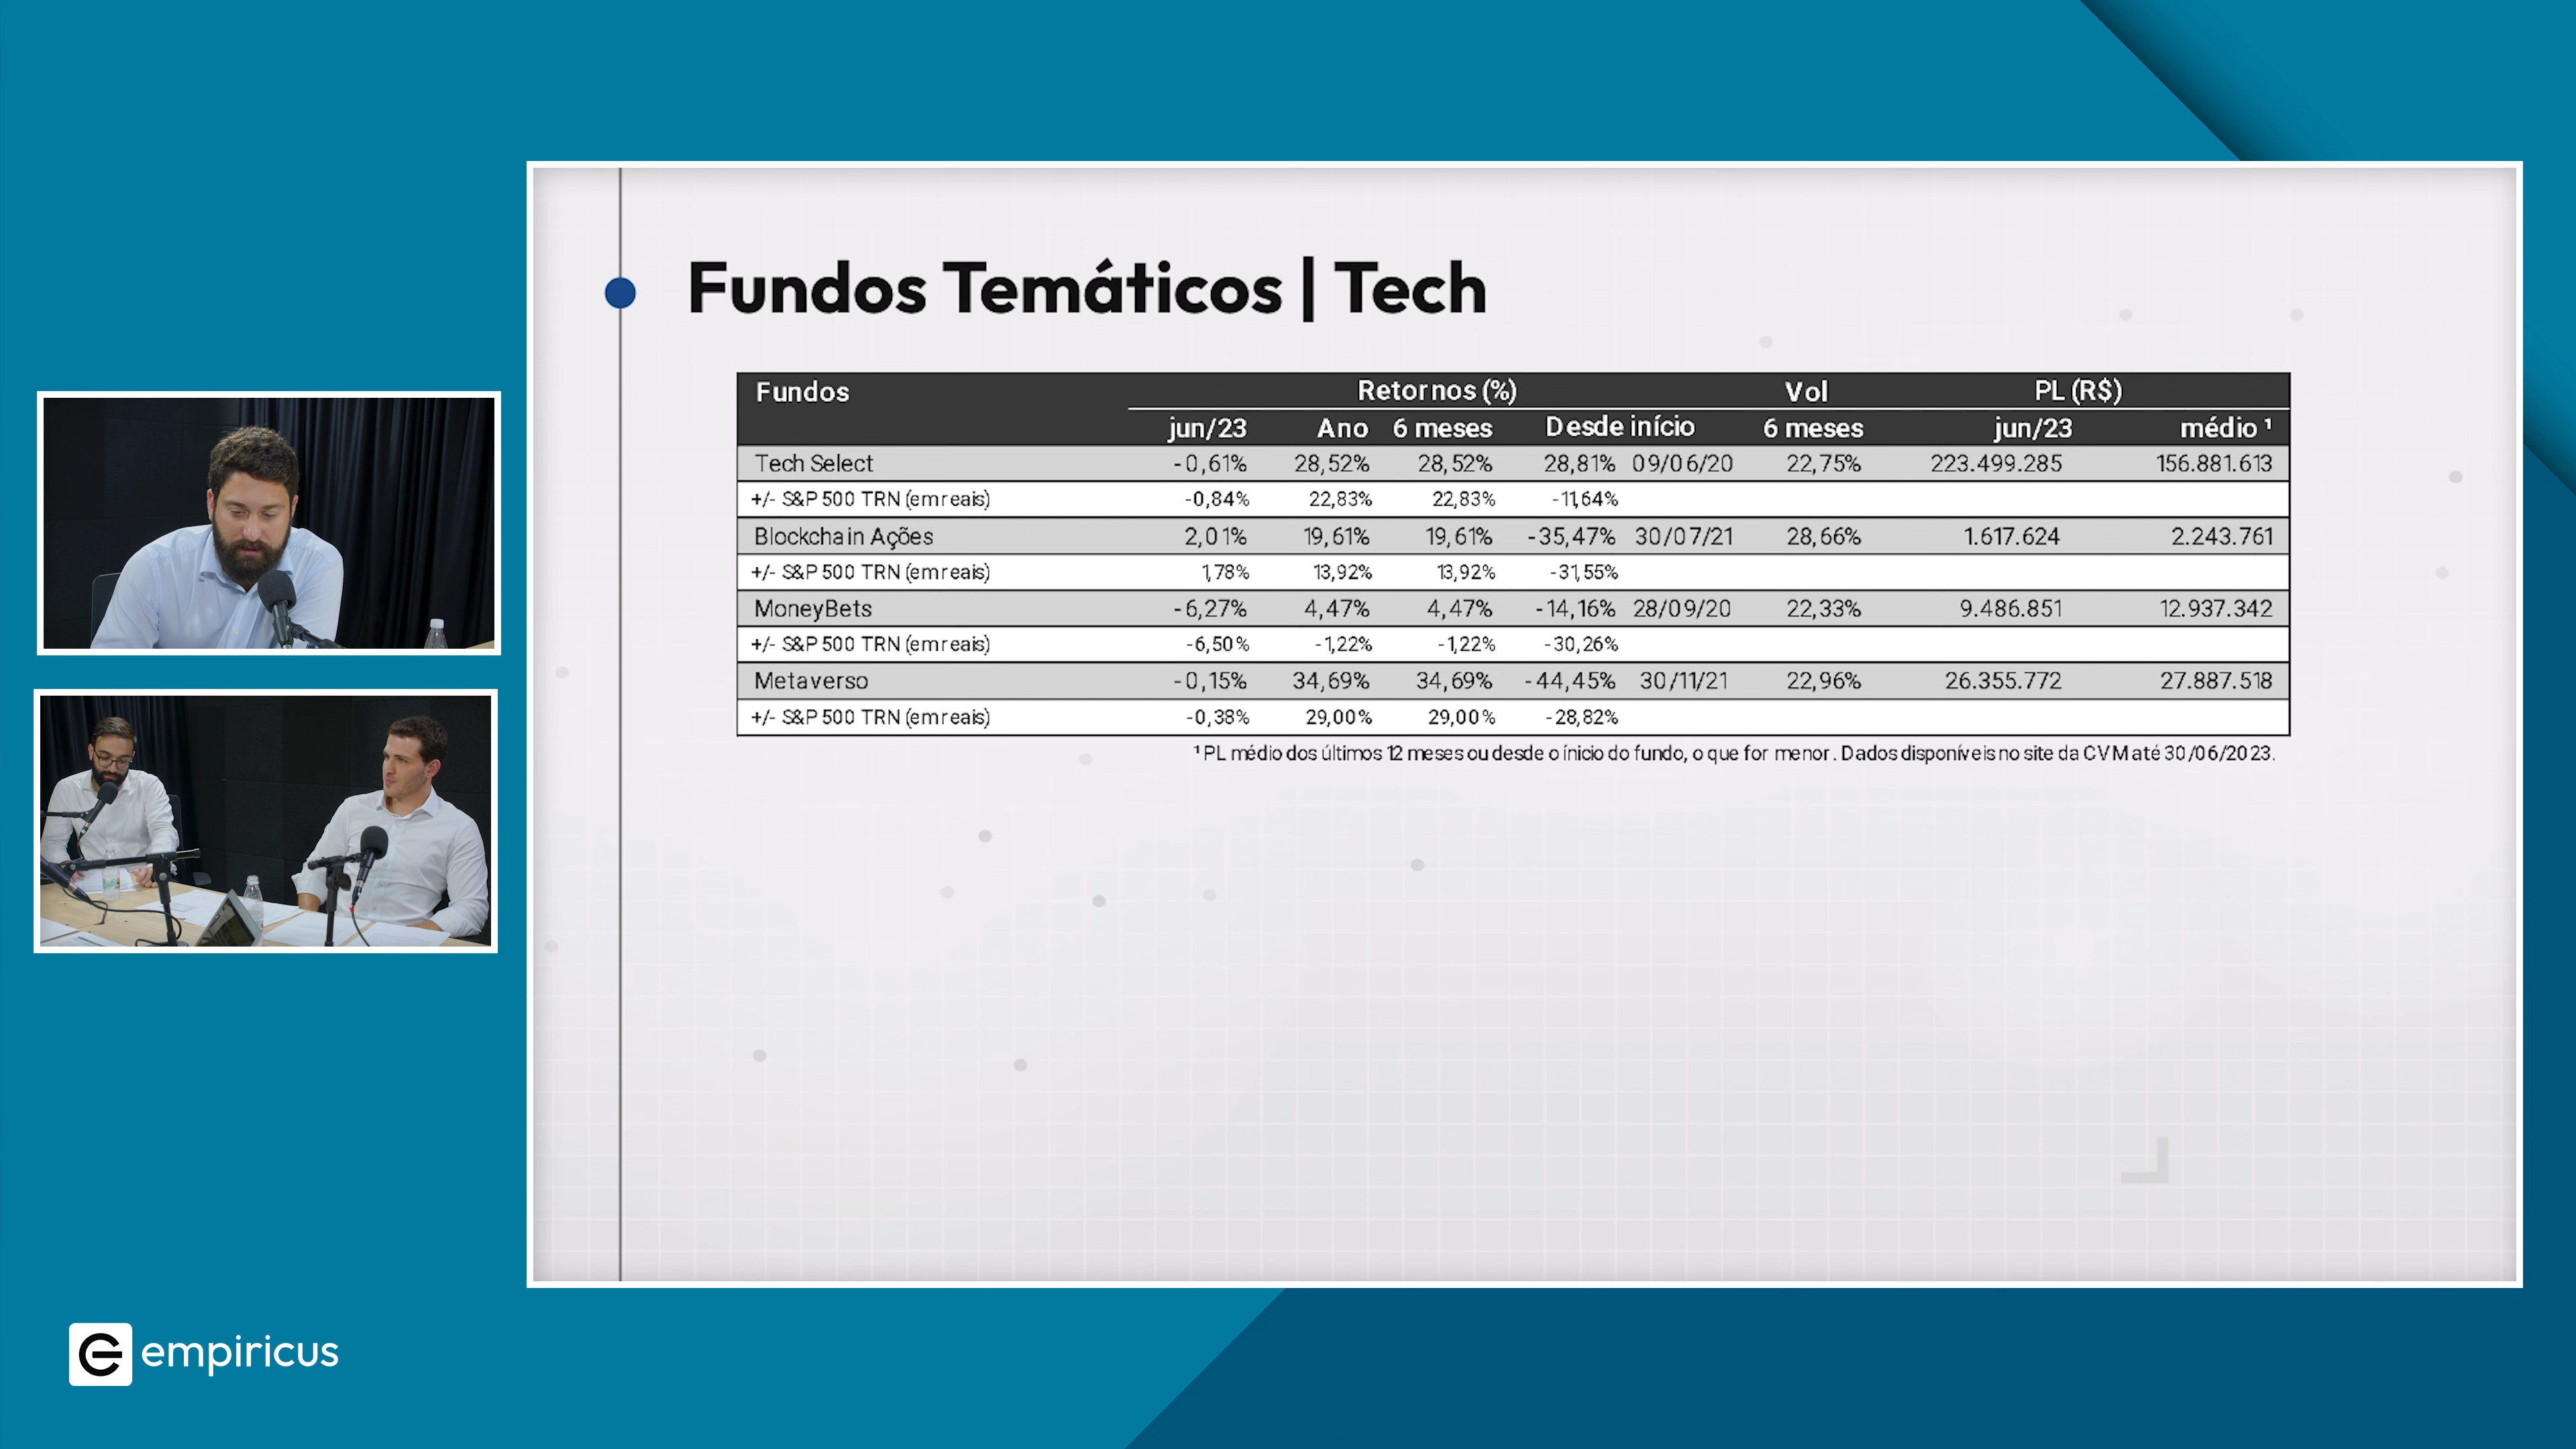 Fundos Temáticos | Tech
Fundos Retornos (%) Vol PL (R$)
jun/23 Ano 6 meses Desde início 6 meses jun/23 médio ¹
Tech Select -0,61% 28,52% 28,52% 28,81% 09/06/20 22,75% 223.499.285 156.881.613
+/- S&P 500 TRN (em reais) -0,84% 22,83% 22,83% -11,64%
Blockchain Ações 2,01% 19,61% 19,61% -35,47% 30/07/21 28,66% 1.617.624 2.243.761
+/- S&P 500 TRN (em reais) 1,78% 13,92% 13,92% -31,55%
MoneyBets -6,27% 4,47% 4,47% -14,16% 28/09/20 22,33% 9.486.851 12.937.342
+/- S&P 500 TRN (em reais) -6,50% -1,22% -1,22% -30,26%
Metaverso -0,15% 34,69% 34,69% -44,45% 30/11/21 22,96% 26.355.772 27.887.518
+/- S&P 500 TRN (em reais) -0,38% 29,00% 29,00% -28,82%
¹ PL médio dos últimos 12 meses ou desde o ínicio do fundo, o que for menor. Dados disponíveis no site da CVM até 30/06/2023.
empiricus